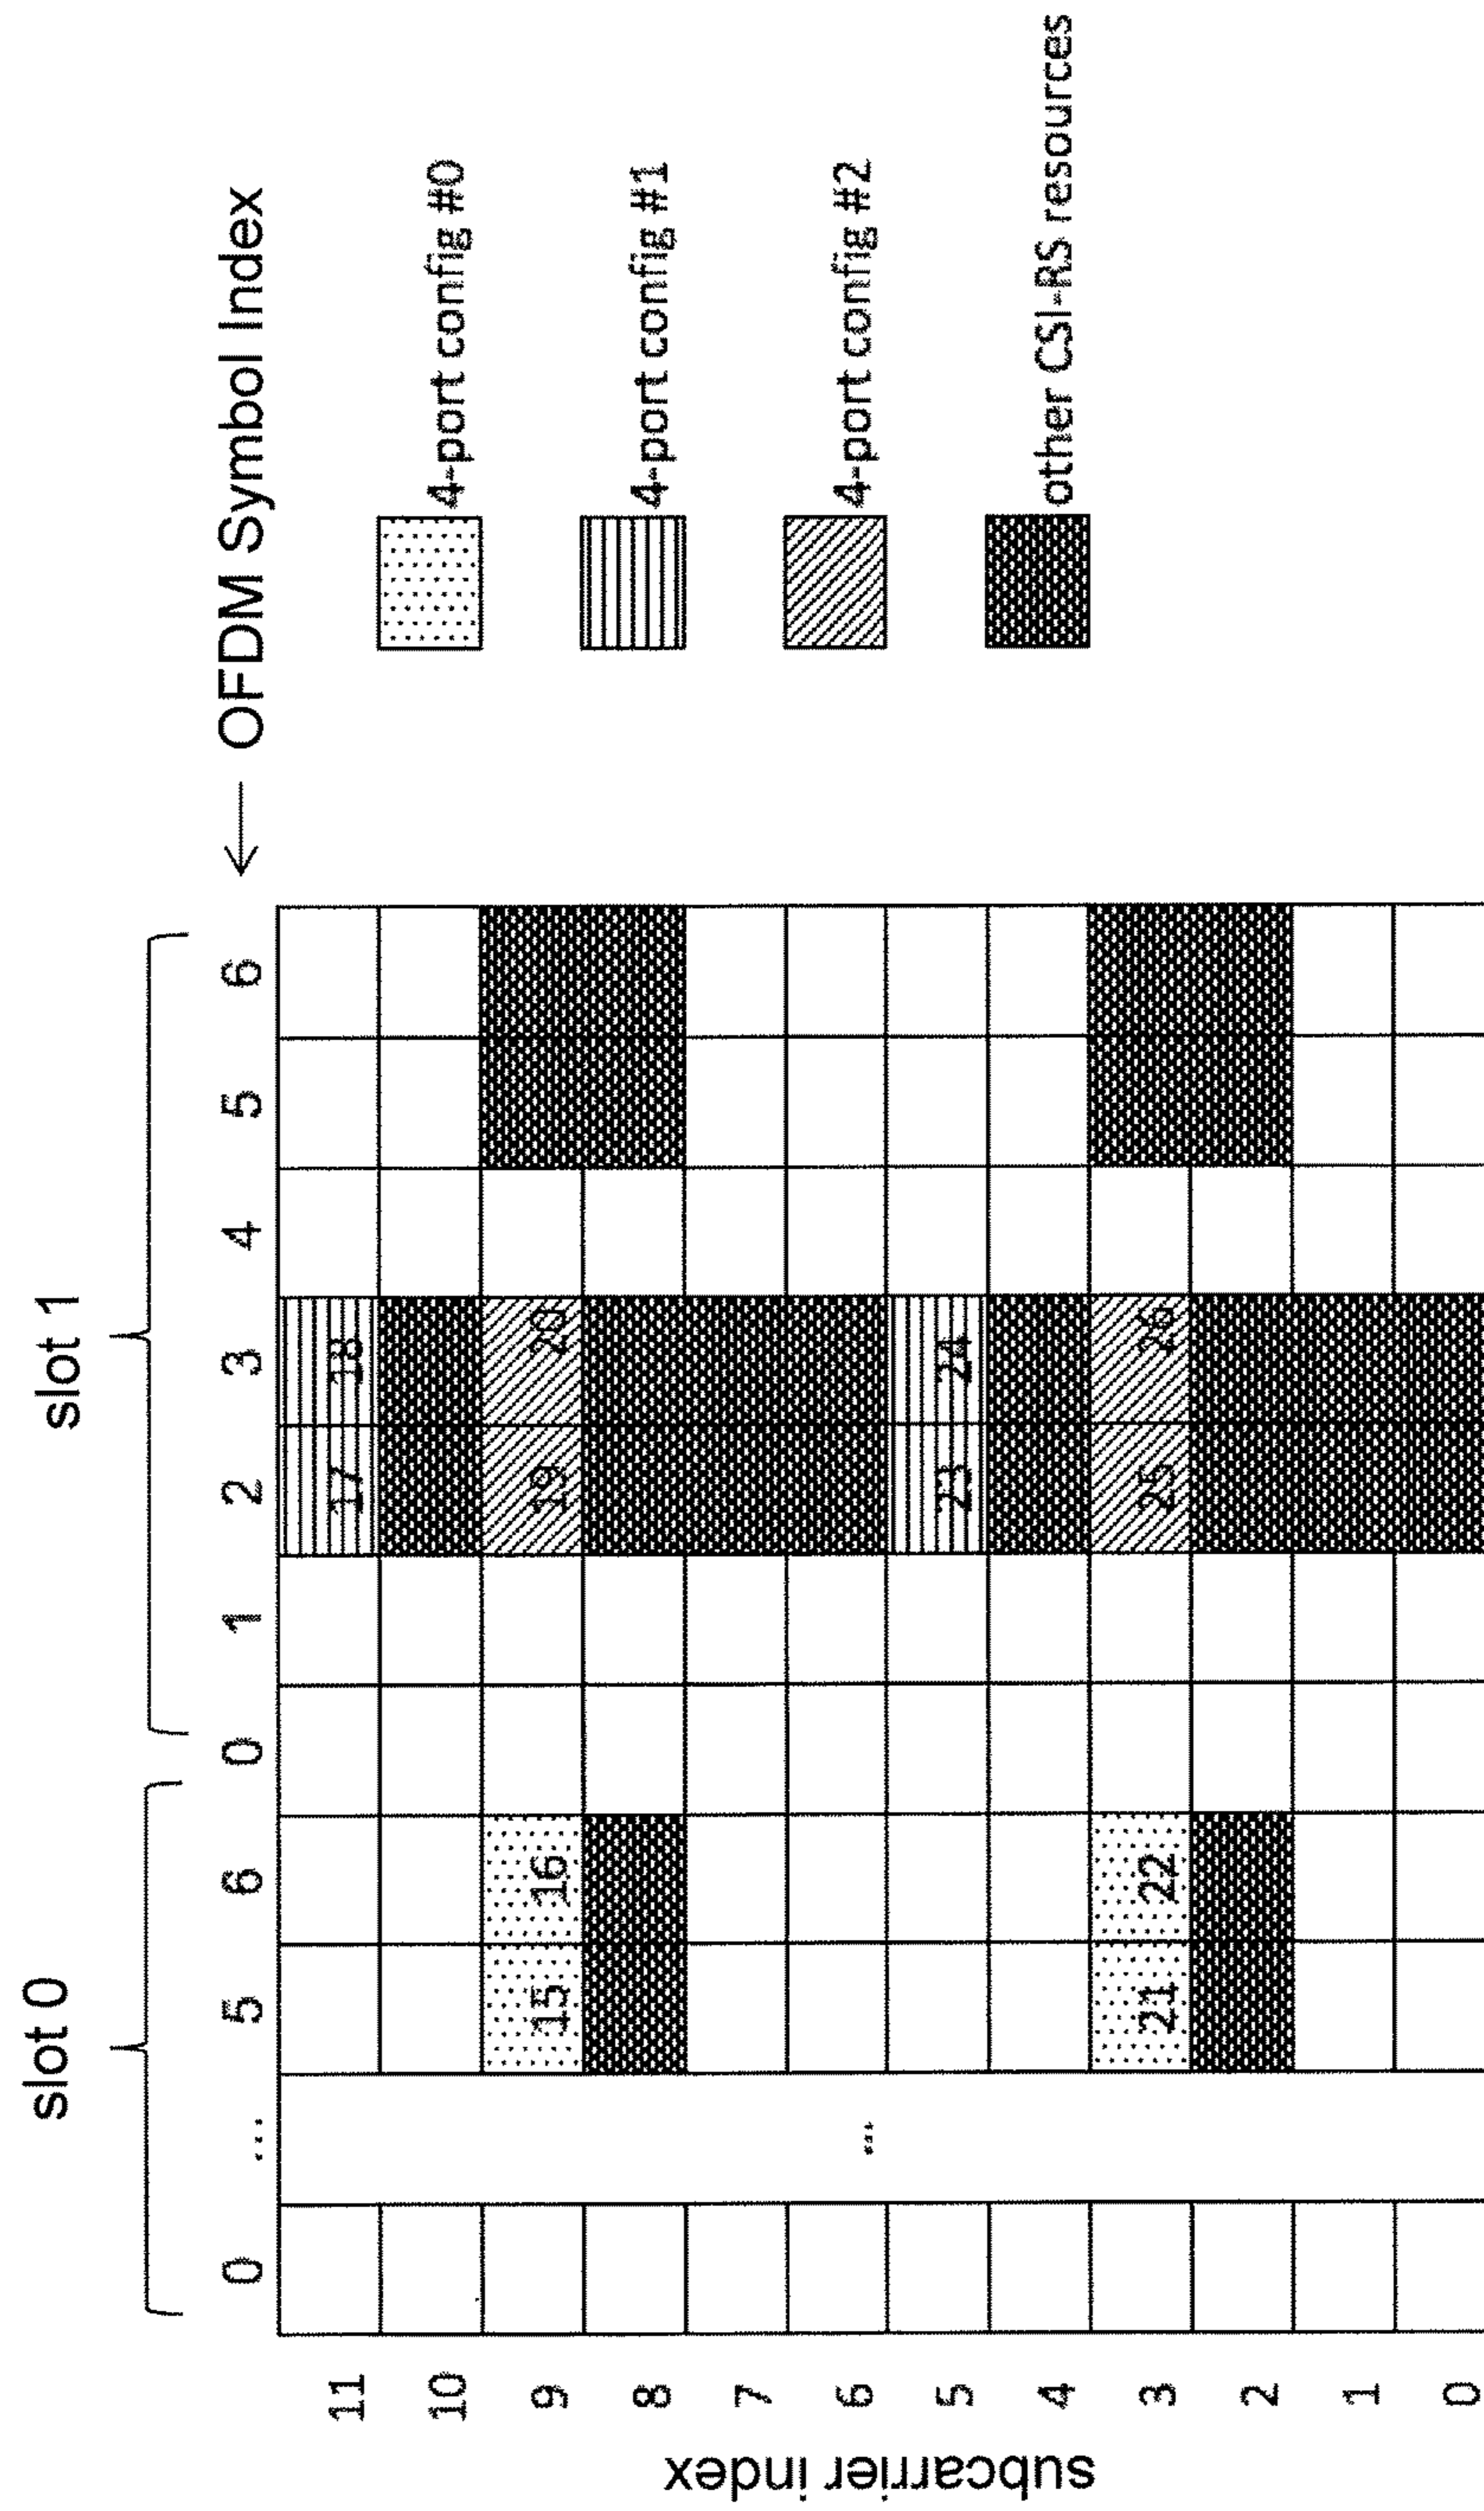 slot 0 slot 1
0 ... 5 6 0 1 2 3 4 5 6 ← OFDM Symbol Index
subcarrier index
11 17 18
10
9 15 16 19 20
8
7
6 ...
5 23 24
4
3 21 22 25 26
2
1
0
4-port config #0
4-port config #1
4-port config #2
other CSI-RS resources